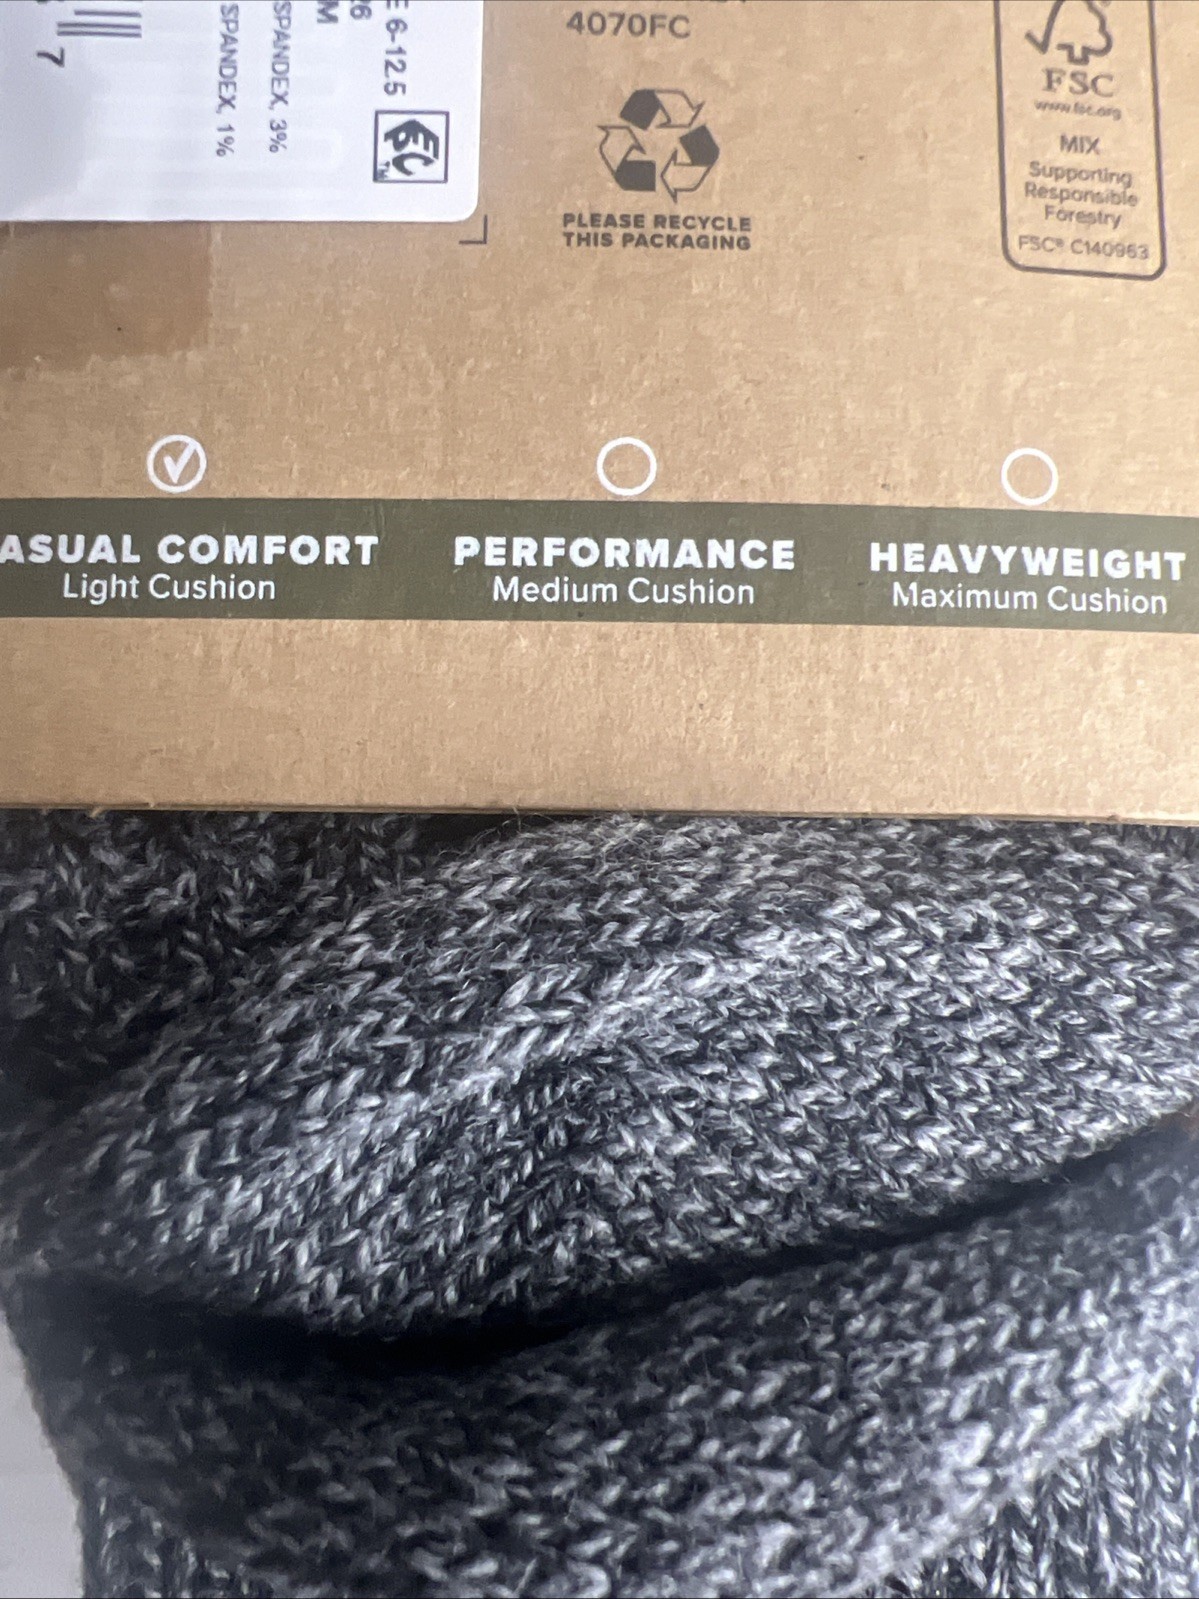 E 6-12.5
26
M
SPANDEX, 3%
SPANDEX, 1%
7
4070FC
PLEASE RECYCLE
THIS PACKAGING
FSC
www.fsc.org
MIX
Supporting
Responsible
Forestry
FSC® C140963
ASUAL COMFORT
Light Cushion
PERFORMANCE
Medium Cushion
HEAVYWEIGHT
Maximum Cushion